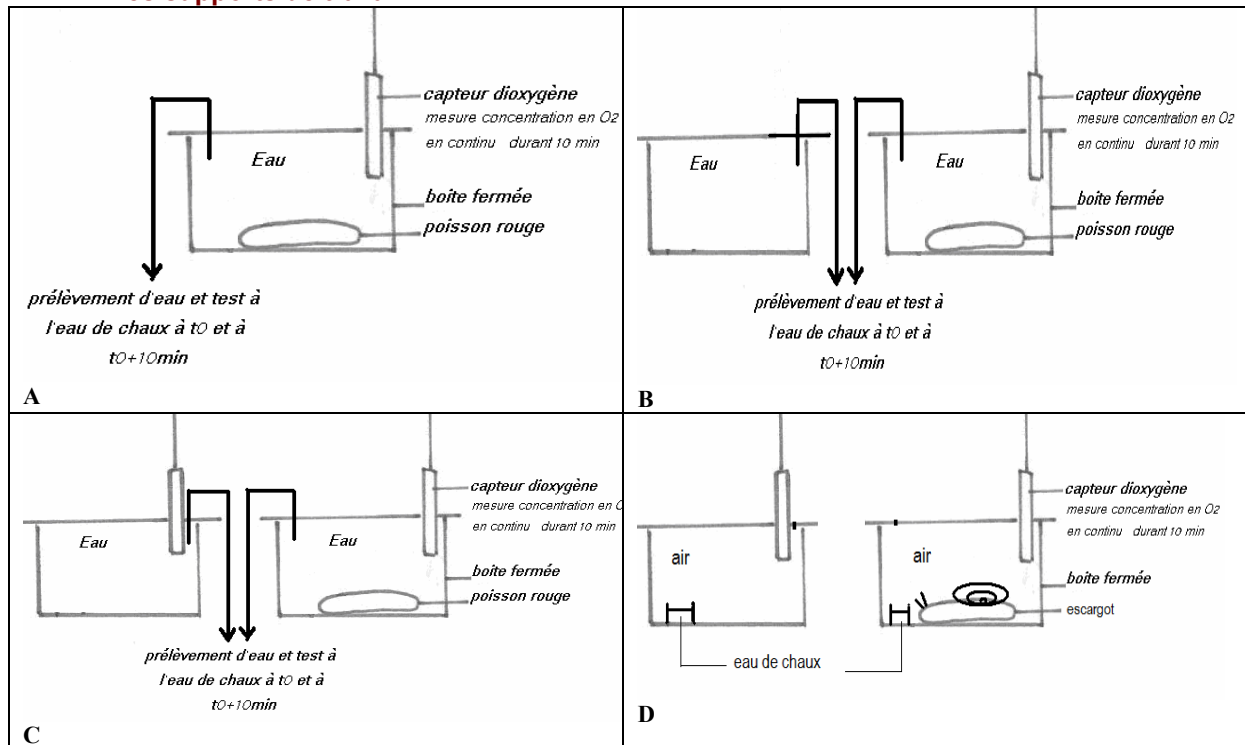 capteur dioxygène
mesure concentration en O2
en continu durant 10 min
Eau
boîte fermée
poisson rouge
prélèvement d'eau et test à
l'eau de chaux à t0 et à
t0+10min
A
capteur dioxygène
mesure concentration en O2
en continu durant 10 min
Eau
Eau
boîte fermée
poisson rouge
prélèvement d'eau et test à
l'eau de chaux à t0 et à
t0+10min
B
capteur dioxygène
mesure concentration en O
en continu durant 10 min
Eau
Eau
boîte fermée
poisson rouge
prélèvement d'eau et test à
l'eau de chaux à t0 et à
t0+10min
C
capteur dioxygène
mesure concentration en O2
en continu durant 10 min
air
air
boîte fermée
escargot
eau de chaux
D